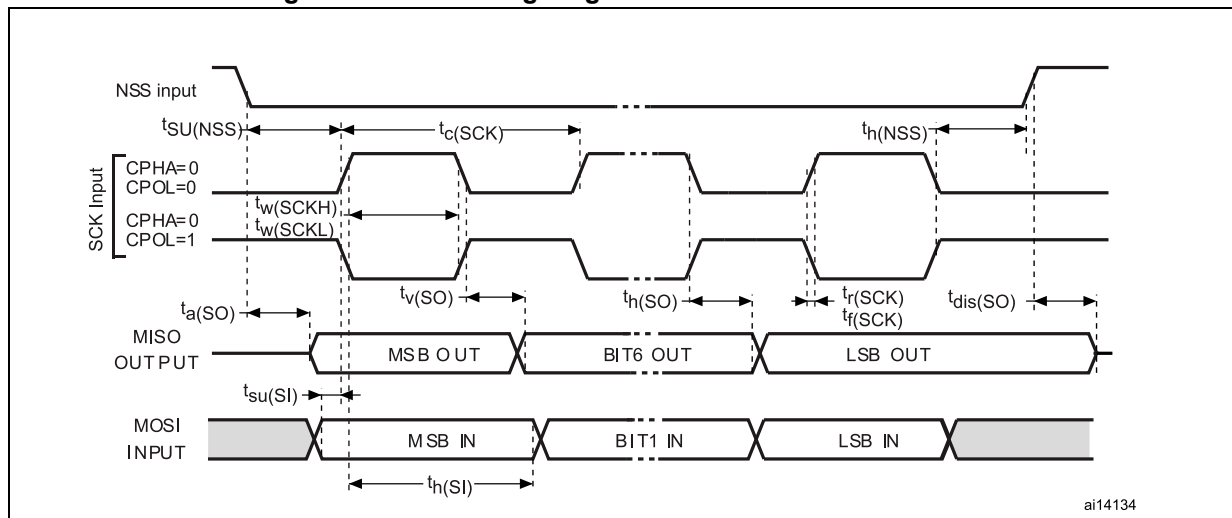 NSS input
tSU(NSS)
tc(SCK)
th(NSS)
SCK Input
CPHA=0
CPOL=0
CPHA=0
CPOL=1
tw(SCKH)
tw(SCKL)
ta(SO)
tv(SO)
th(SO)
tr(SCK)
tf(SCK)
tdis(SO)
MISO
OUTPUT
MSB OUT
BIT6 OUT
LSB OUT
tsu(SI)
MOSI
INPUT
MSB IN
BIT1 IN
LSB IN
th(SI)
ai14134